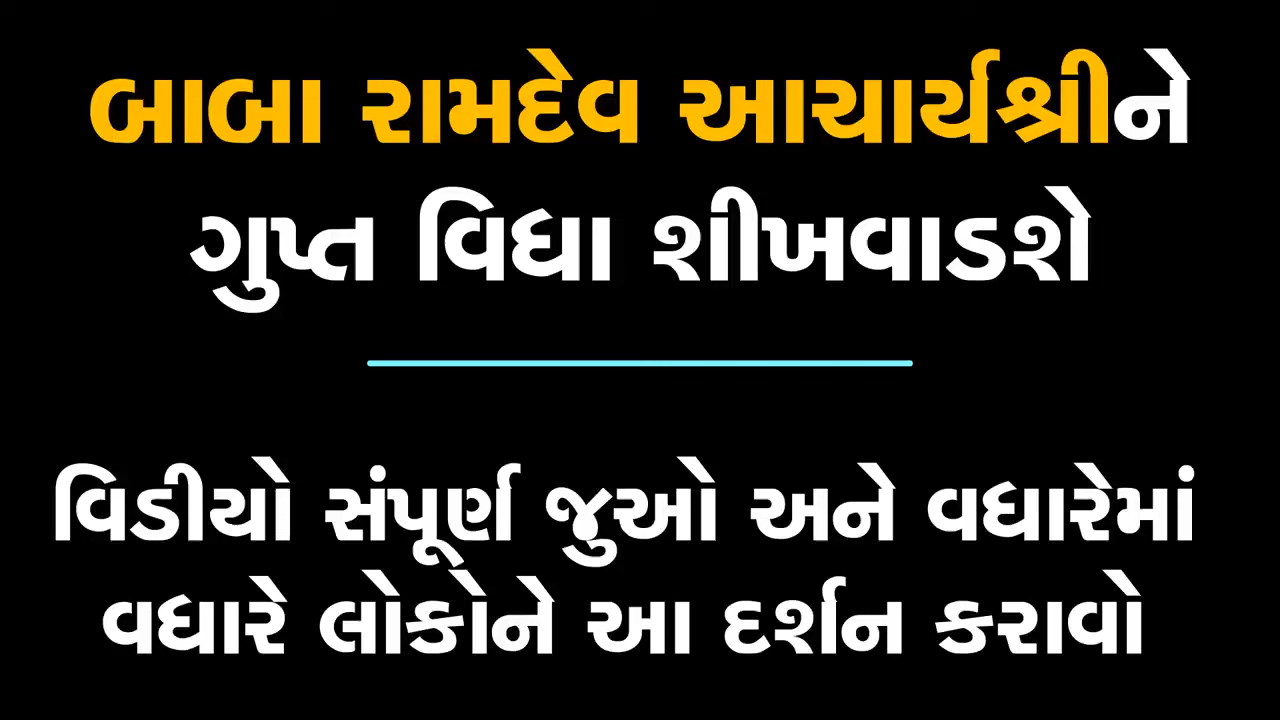 બાબા રામદેવ આચાર્યશ્રીને
ગુપ્ત વિધા શીખવાડશે
વિડીયો સંપૂર્ણ જુઓ અને વધારેમાં
વધારે લોકોને આ દર્શન કરાવો